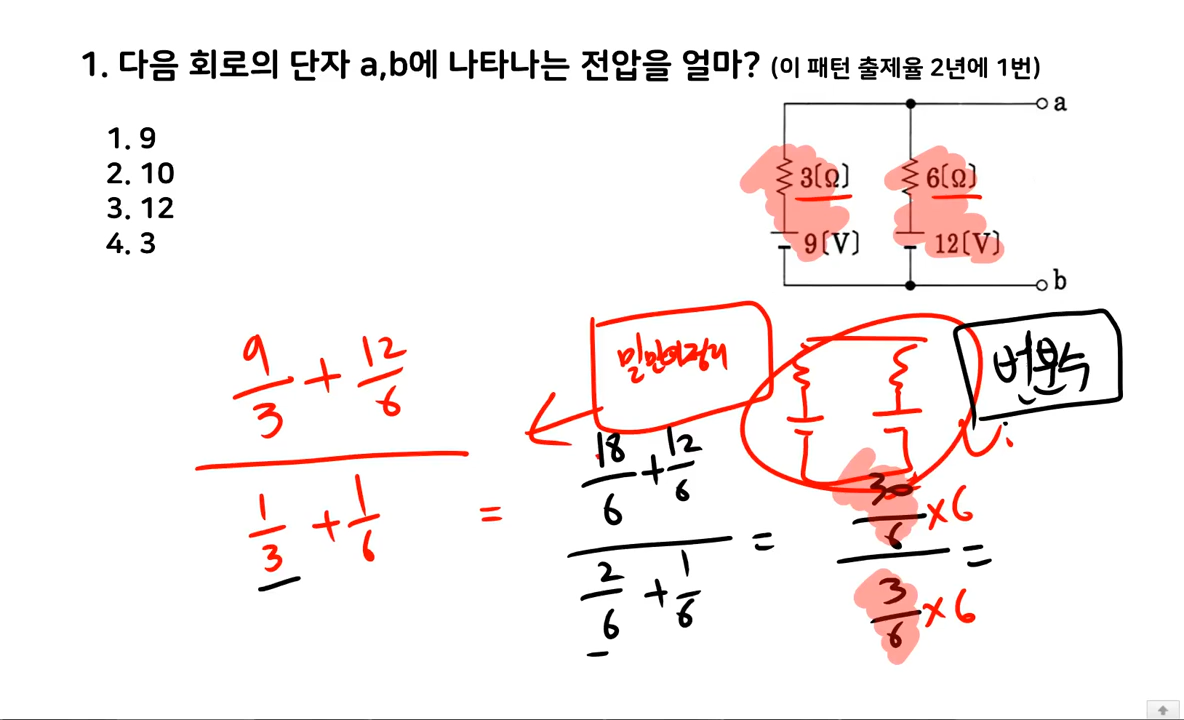 1. 다음 회로의 단자 a,b에 나타나는 전압을 얼마? (이 패턴 출제율 2년에 1번)
1. 9
2. 10
3. 12
4. 3
a
3[Ω]
6[Ω]
9[V]
12[V]
b
밀만의정리
9/3 + 12/6
1/3 + 1/6
=
18/6 + 12/6
2/6 + 1/6
=
30/6 × 6
3/6 × 6
=